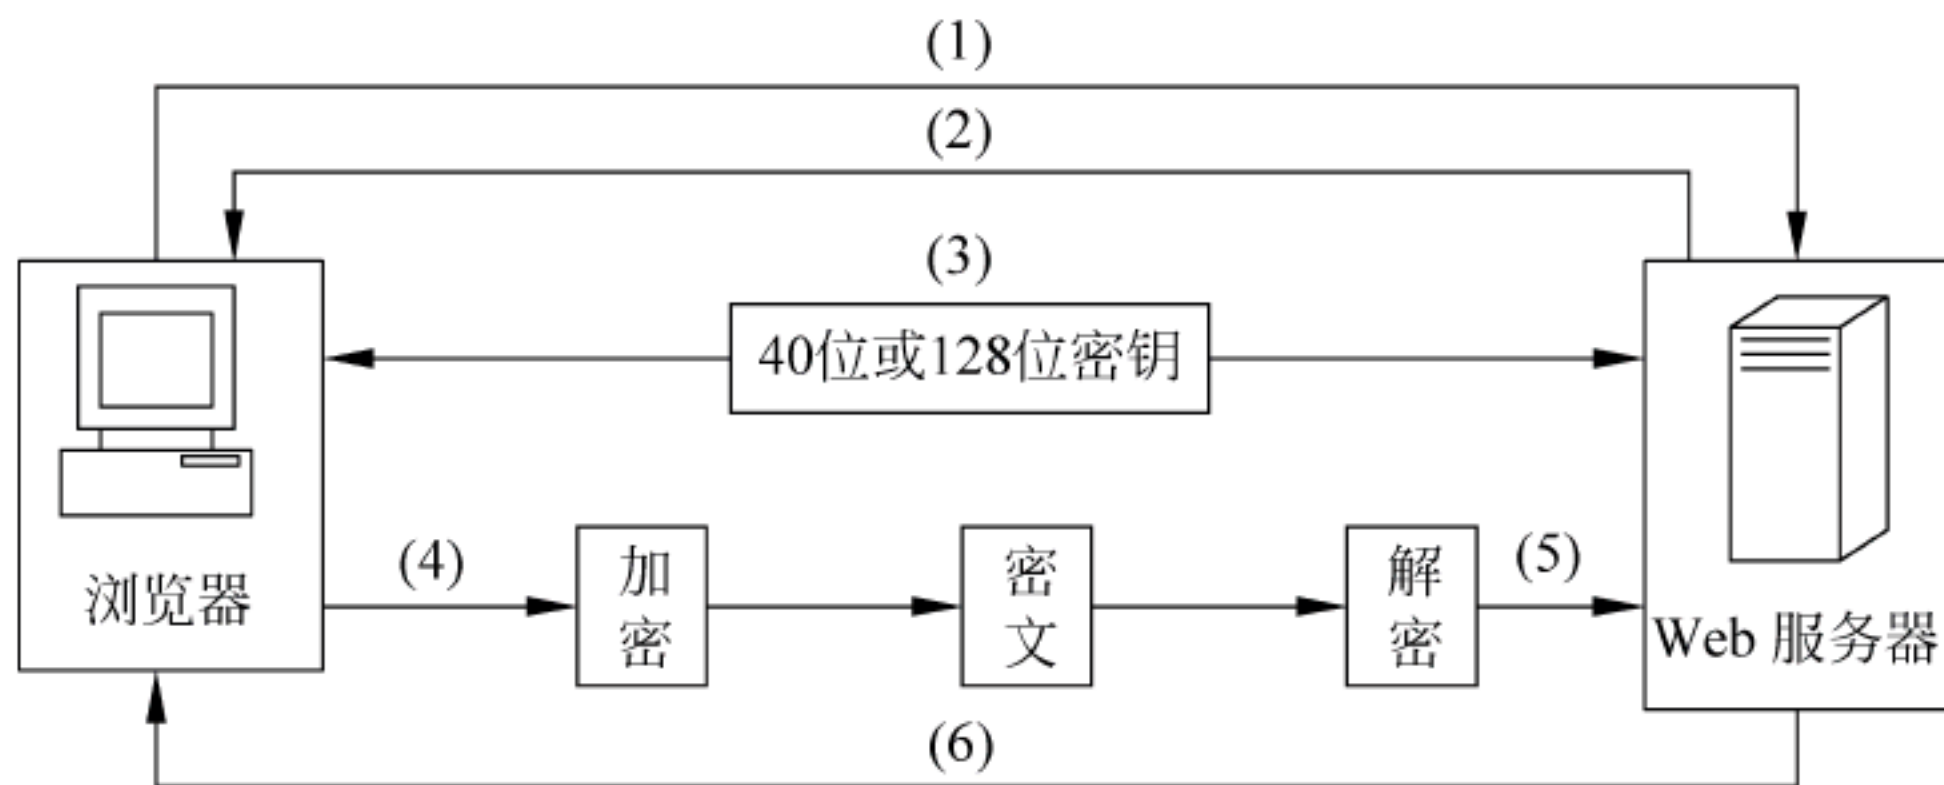 (1)
(2)
(3)
40位或128位密钥
(4)
加密
密文
解密
(5)
浏览器
Web 服务器
(6)